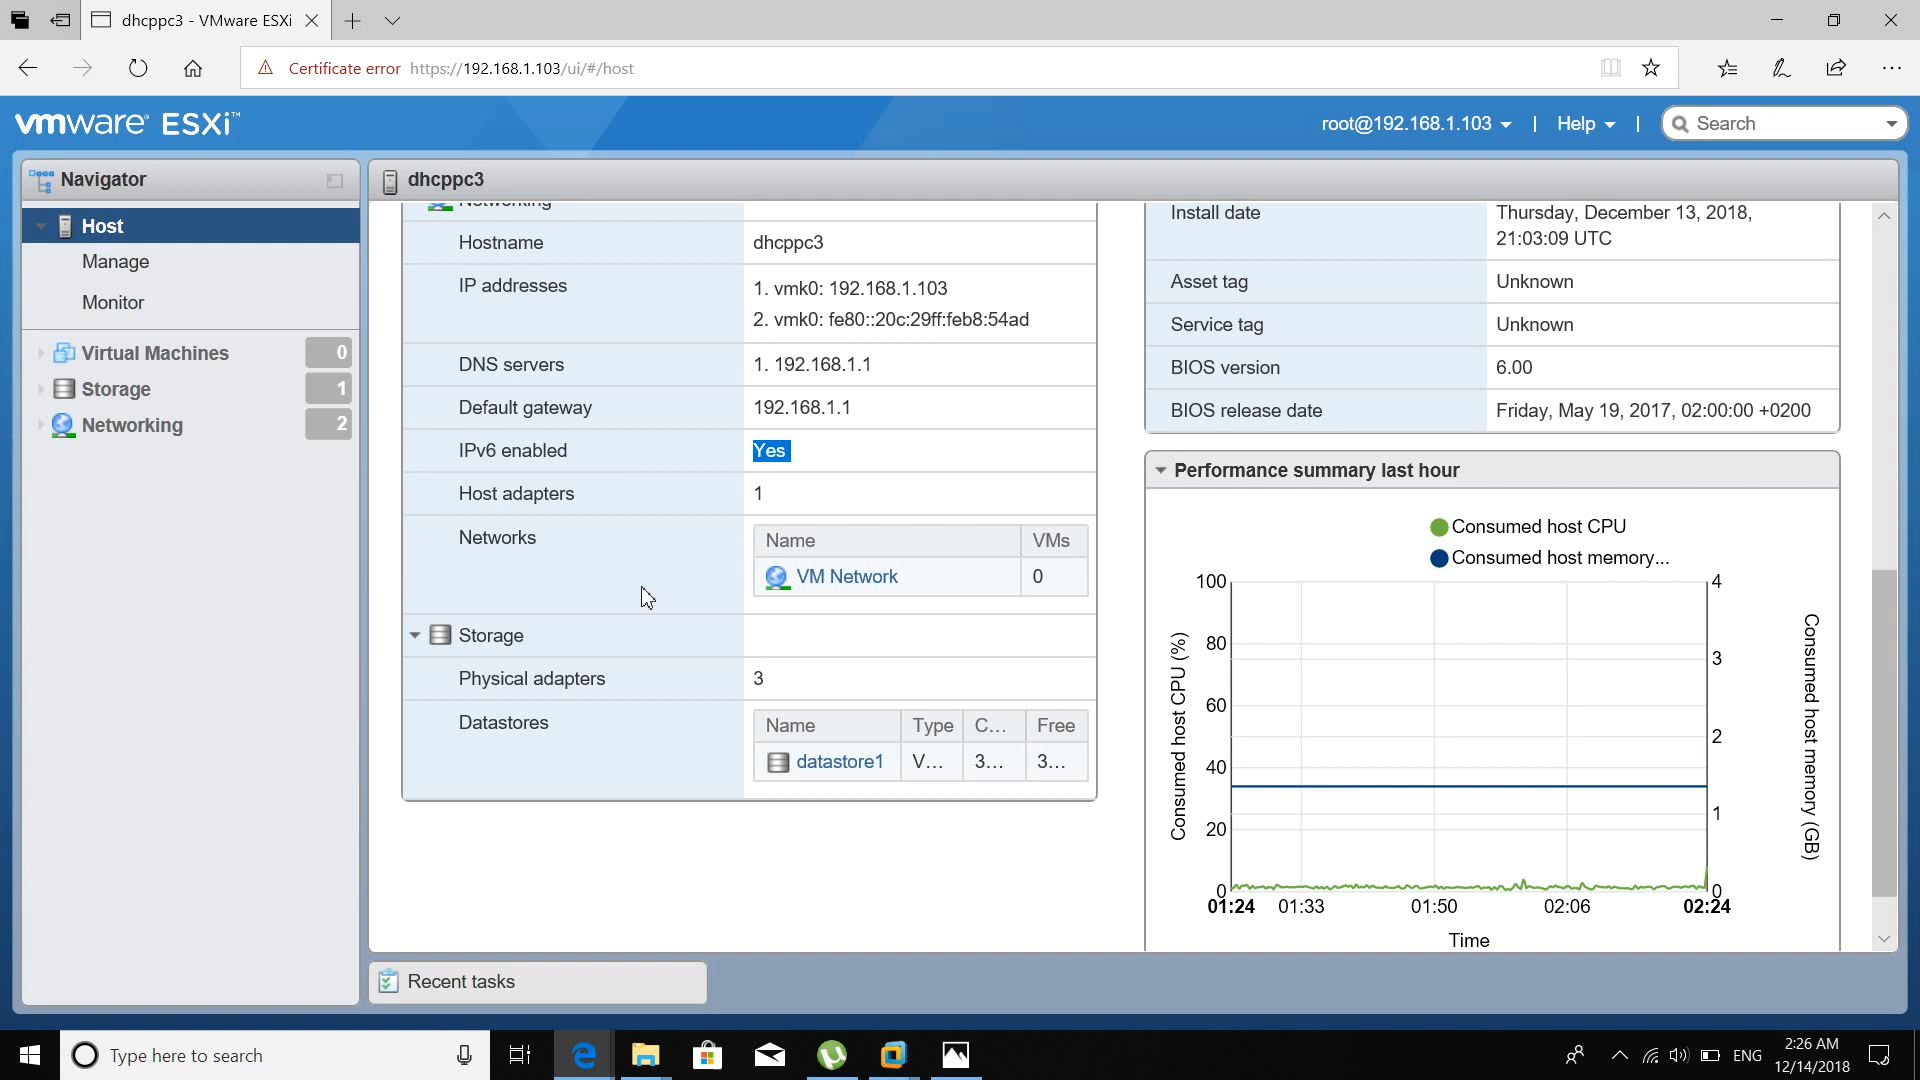 dhcppc3 - VMware ESXi
Certificate error https://192.168.1.103/ui/#/host
vmware ESXi™
root@192.168.1.103 | Help | Search
Navigator
Host
Manage
Monitor
Virtual Machines 0
Storage 1
Networking 2
dhcppc3
Networking
Hostname dhcppc3
IP addresses 1. vmk0: 192.168.1.103
2. vmk0: fe80::20c:29ff:feb8:54ad
DNS servers 1. 192.168.1.1
Default gateway 192.168.1.1
IPv6 enabled Yes
Host adapters 1
Networks Name VMs
VM Network 0
Storage
Physical adapters 3
Datastores Name Type C... Free
datastore1 V... 3... 3...
Install date Thursday, December 13, 2018,
21:03:09 UTC
Asset tag Unknown
Service tag Unknown
BIOS version 6.00
BIOS release date Friday, May 19, 2017, 02:00:00 +0200
Performance summary last hour
Consumed host CPU
Consumed host memory...
Consumed host CPU (%)
100
80
60
40
20
0
4
3
2
1
0
Consumed host memory (GB)
01:24 01:33 01:50 02:06 02:24
Time
Recent tasks
Type here to search
ENG
2:26 AM
12/14/2018